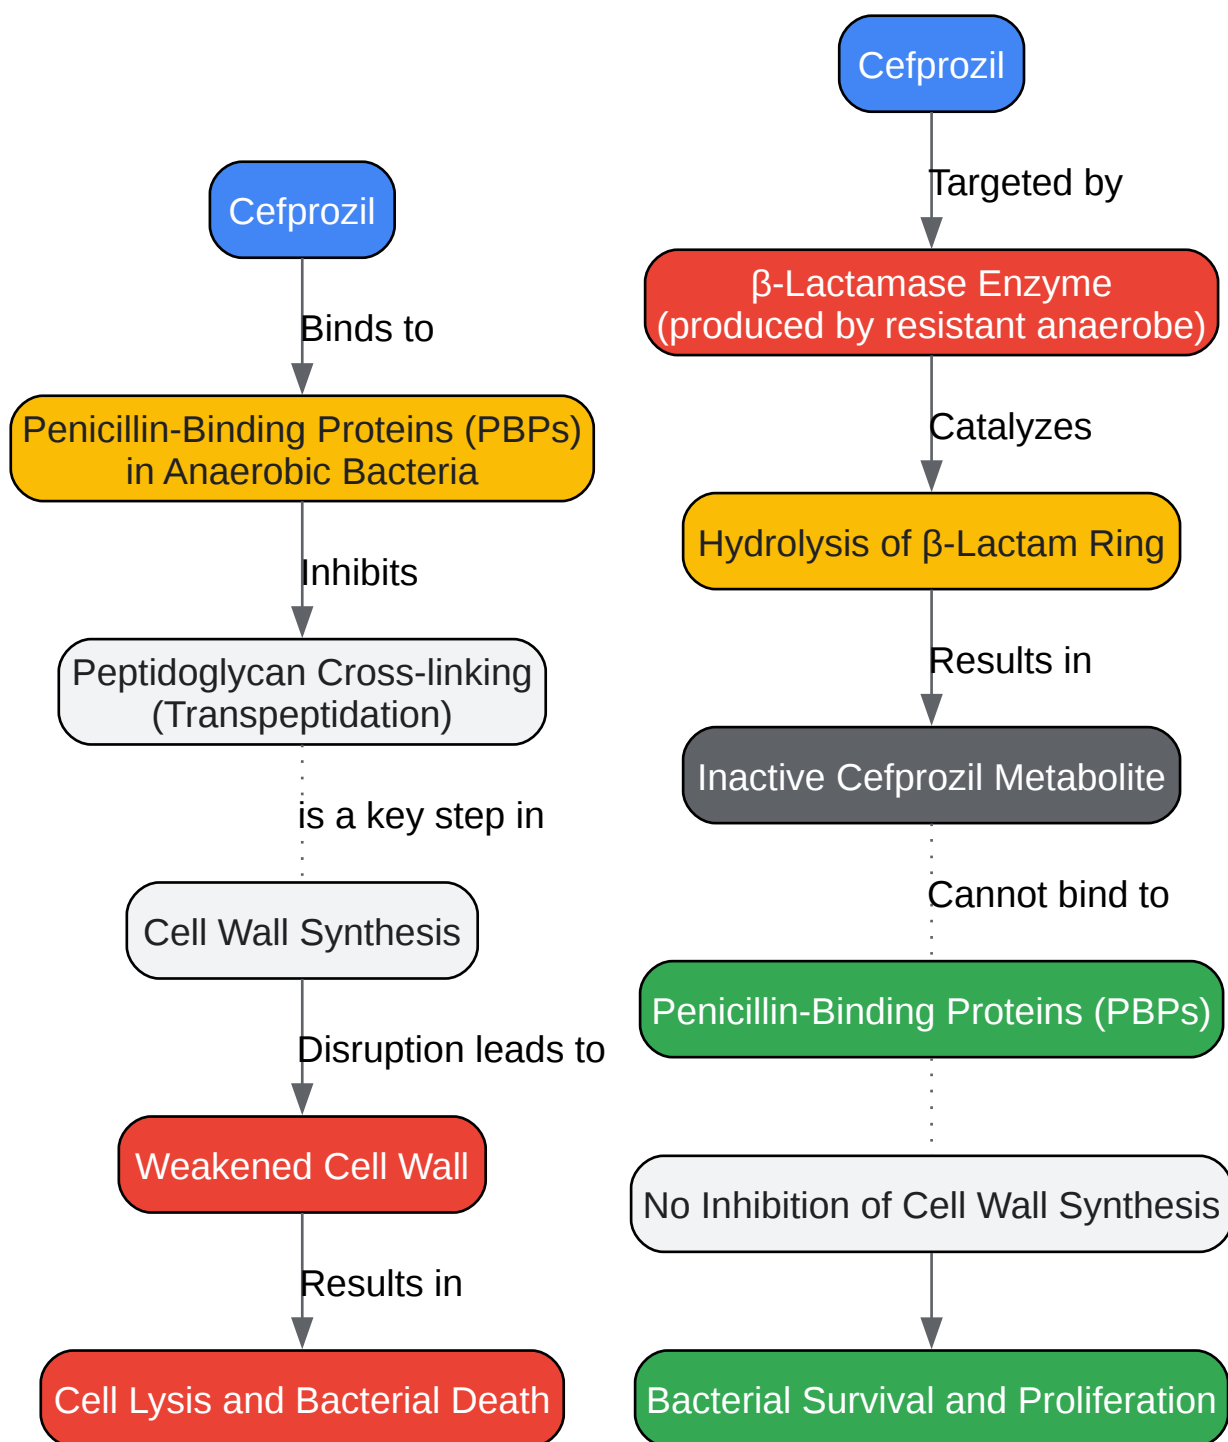 Cefprozil
Binds to
Penicillin-Binding Proteins (PBPs)
in Anaerobic Bacteria
Inhibits
Peptidoglycan Cross-linking
(Transpeptidation)
is a key step in
Cell Wall Synthesis
Disruption leads to
Weakened Cell Wall
Results in
Cell Lysis and Bacterial Death
Cefprozil
Targeted by
β-Lactamase Enzyme
(produced by resistant anaerobe)
Catalyzes
Hydrolysis of β-Lactam Ring
Results in
Inactive Cefprozil Metabolite
Cannot bind to
Penicillin-Binding Proteins (PBPs)
No Inhibition of Cell Wall Synthesis
Bacterial Survival and Proliferation